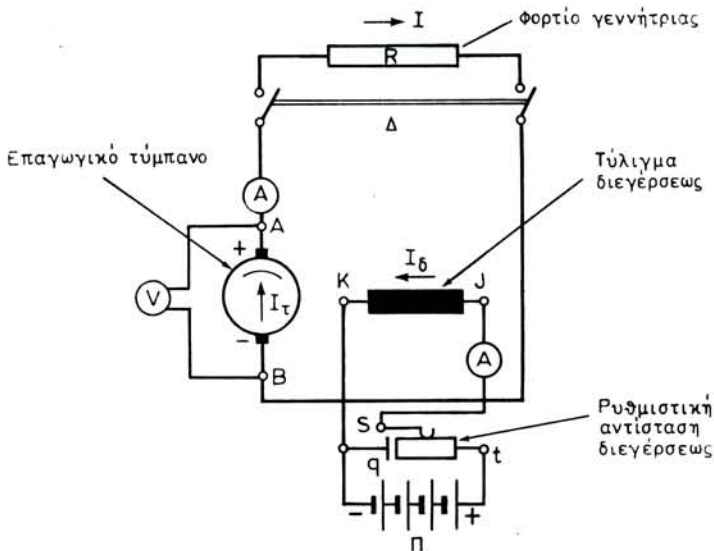 I
Φορτίο γεννήτριας
R
Δ
Επαγωγικό τύμπανο
Τύλιγμα
διεγέρσεως
A
A
+
K
Iδ
J
V
Iτ
-
A
B
S
Ρυθμιστική
αντίσταση
διεγέρσεως
q
t
-
+
Π